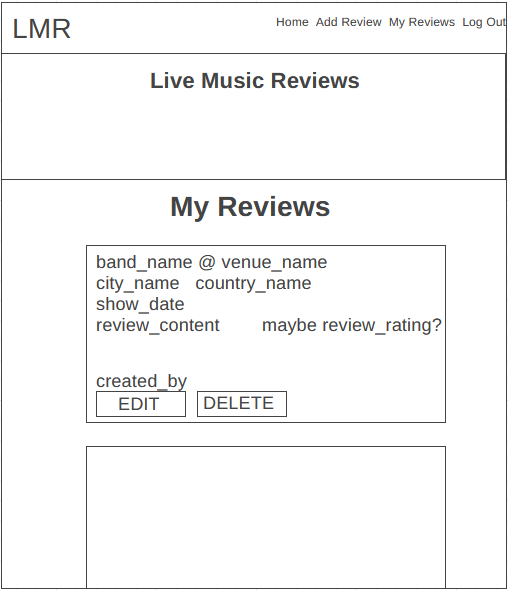 LMR
Home Add Review My Reviews Log Out
Live Music Reviews
My Reviews
band_name @ venue_name
city_name country_name
show_date
review_content maybe review_rating?
created_by
EDIT DELETE